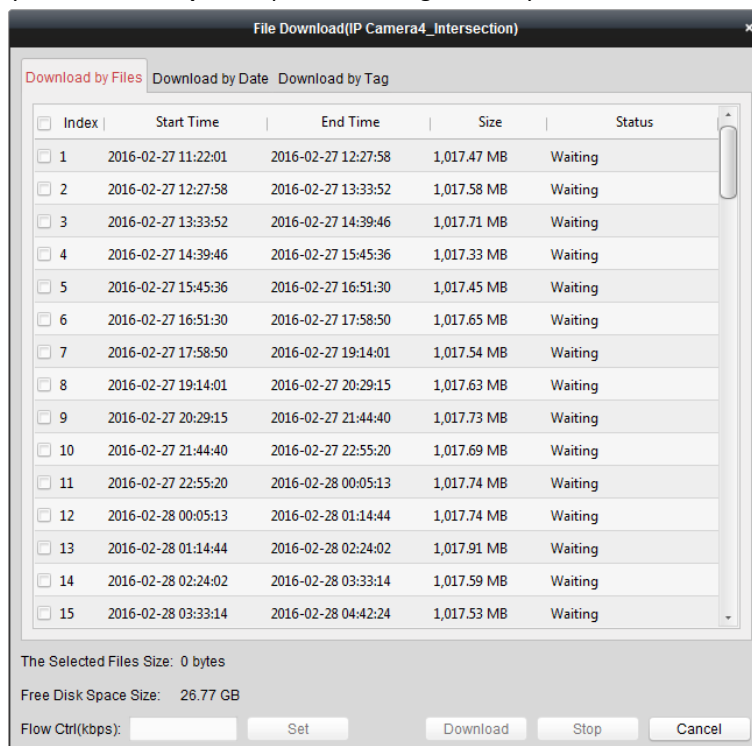 File Download(IP Camera4_Intersection)
Download by Files Download by Date Download by Tag
Index Start Time End Time Size Status
1 2016-02-27 11:22:01 2016-02-27 12:27:58 1,017.47 MB Waiting
2 2016-02-27 12:27:58 2016-02-27 13:33:52 1,017.58 MB Waiting
3 2016-02-27 13:33:52 2016-02-27 14:39:46 1,017.71 MB Waiting
4 2016-02-27 14:39:46 2016-02-27 15:45:36 1,017.33 MB Waiting
5 2016-02-27 15:45:36 2016-02-27 16:51:30 1,017.45 MB Waiting
6 2016-02-27 16:51:30 2016-02-27 17:58:50 1,017.65 MB Waiting
7 2016-02-27 17:58:50 2016-02-27 19:14:01 1,017.54 MB Waiting
8 2016-02-27 19:14:01 2016-02-27 20:29:15 1,017.63 MB Waiting
9 2016-02-27 20:29:15 2016-02-27 21:44:40 1,017.73 MB Waiting
10 2016-02-27 21:44:40 2016-02-27 22:55:20 1,017.69 MB Waiting
11 2016-02-27 22:55:20 2016-02-28 00:05:13 1,017.74 MB Waiting
12 2016-02-28 00:05:13 2016-02-28 01:14:44 1,017.74 MB Waiting
13 2016-02-28 01:14:44 2016-02-28 02:24:02 1,017.91 MB Waiting
14 2016-02-28 02:24:02 2016-02-28 03:33:14 1,017.59 MB Waiting
15 2016-02-28 03:33:14 2016-02-28 04:42:24 1,017.53 MB Waiting
The Selected Files Size: 0 bytes
Free Disk Space Size: 26.77 GB
Flow Ctrl(kbps): Set Download Stop Cancel